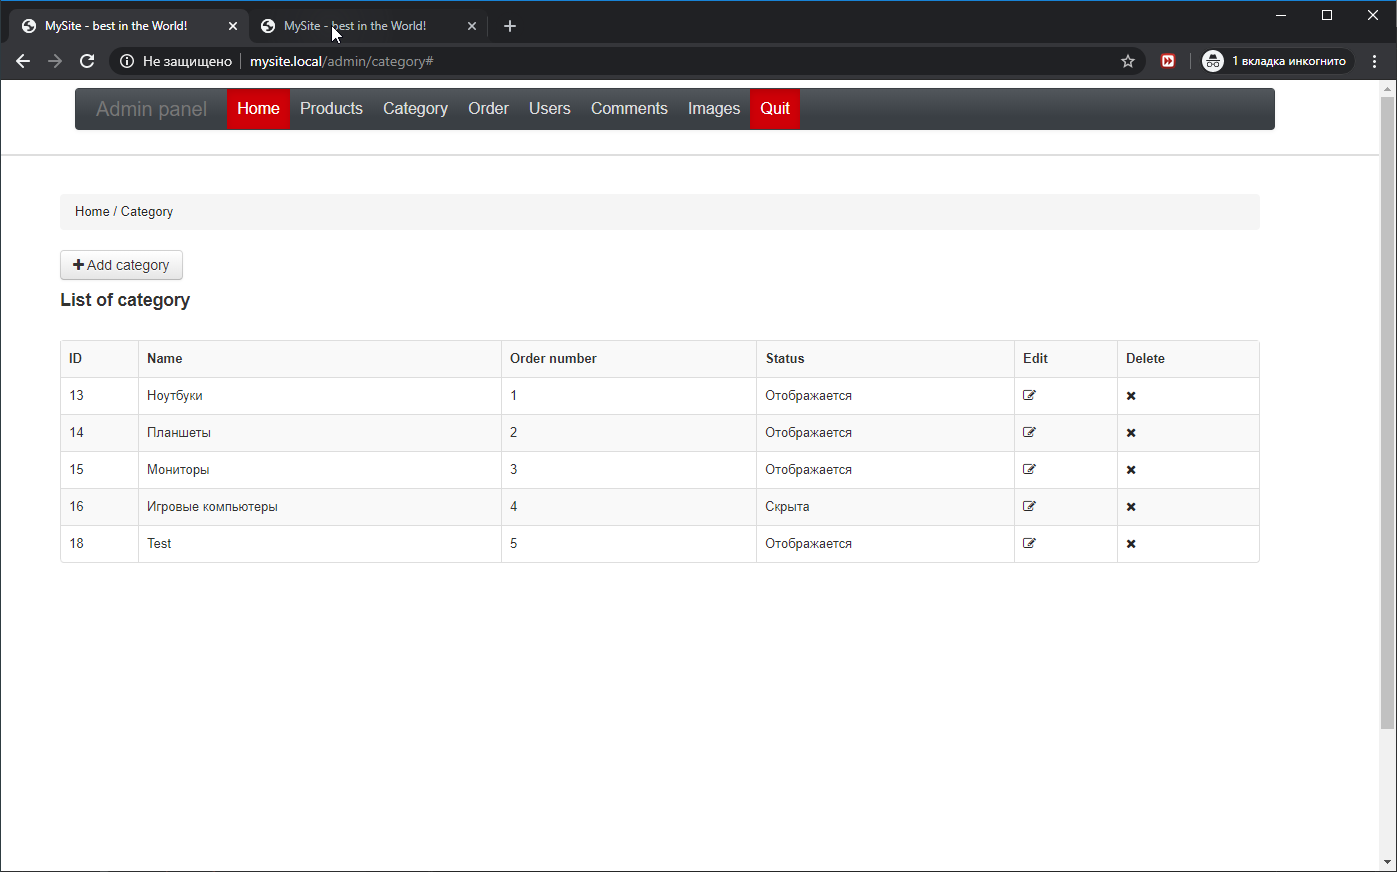 MySite - best in the World! MySite - best in the World!
Не защищено mysite.local/admin/category# 1 вкладка инкогнито
Admin panel Home Products Category Order Users Comments Images Quit
Home / Category
Add category
List of category
ID Name Order number Status Edit Delete
13 Ноутбуки 1 Отображается
14 Планшеты 2 Отображается
15 Мониторы 3 Отображается
16 Игровые компьютеры 4 Скрыта
18 Test 5 Отображается